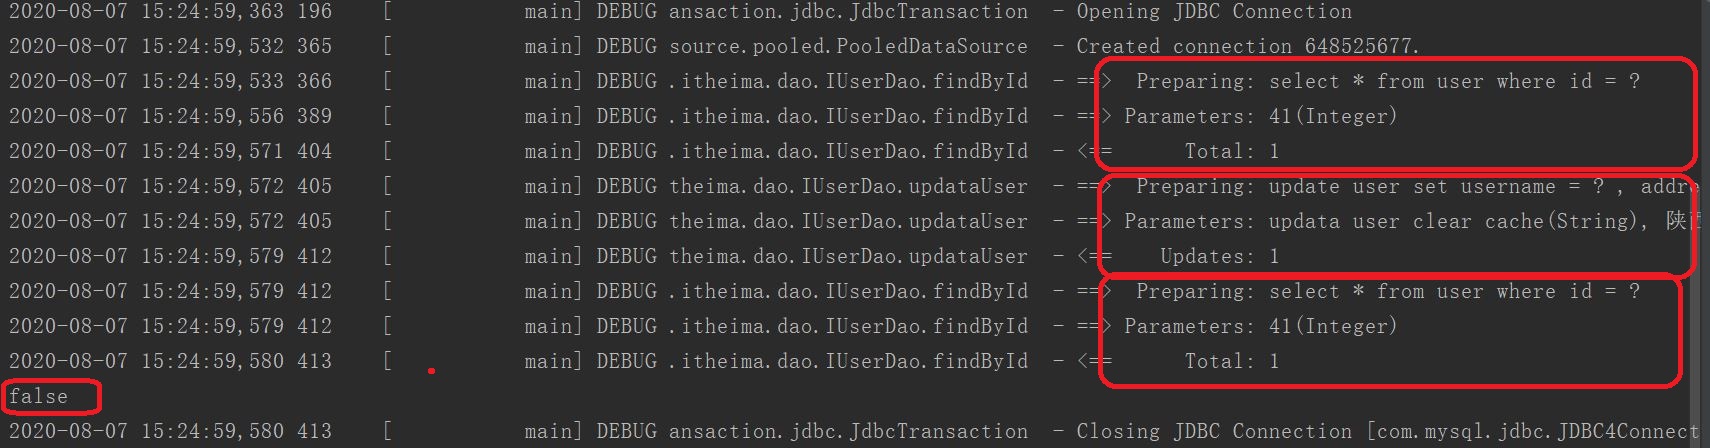 2020-08-07 15:24:59,363 196    [           main] DEBUG ansaction.jdbc.JdbcTransaction  - Opening JDBC Connection
2020-08-07 15:24:59,532 365    [           main] DEBUG source.pooled.PooledDataSource  - Created connection 648525677.
2020-08-07 15:24:59,533 366    [           main] DEBUG .itheima.dao.IUserDao.findById  - ==>  Preparing: select * from user where id = ?
2020-08-07 15:24:59,556 389    [           main] DEBUG .itheima.dao.IUserDao.findById  - ==> Parameters: 41(Integer)
2020-08-07 15:24:59,571 404    [           main] DEBUG .itheima.dao.IUserDao.findById  - <==      Total: 1
2020-08-07 15:24:59,572 405    [           main] DEBUG theima.dao.IUserDao.updataUser  - ==>  Preparing: update user set username = ? , addre
2020-08-07 15:24:59,572 405    [           main] DEBUG theima.dao.IUserDao.updataUser  - ==> Parameters: updata user clear cache(String), 陕西
2020-08-07 15:24:59,579 412    [           main] DEBUG theima.dao.IUserDao.updataUser  - <==    Updates: 1
2020-08-07 15:24:59,579 412    [           main] DEBUG .itheima.dao.IUserDao.findById  - ==>  Preparing: select * from user where id = ?
2020-08-07 15:24:59,579 412    [           main] DEBUG .itheima.dao.IUserDao.findById  - ==> Parameters: 41(Integer)
2020-08-07 15:24:59,580 413    [           main] DEBUG .itheima.dao.IUserDao.findById  - <==      Total: 1
false
2020-08-07 15:24:59,580 413    [           main] DEBUG ansaction.jdbc.JdbcTransaction  - Closing JDBC Connection [com.mysql.jdbc.JDBC4Connect